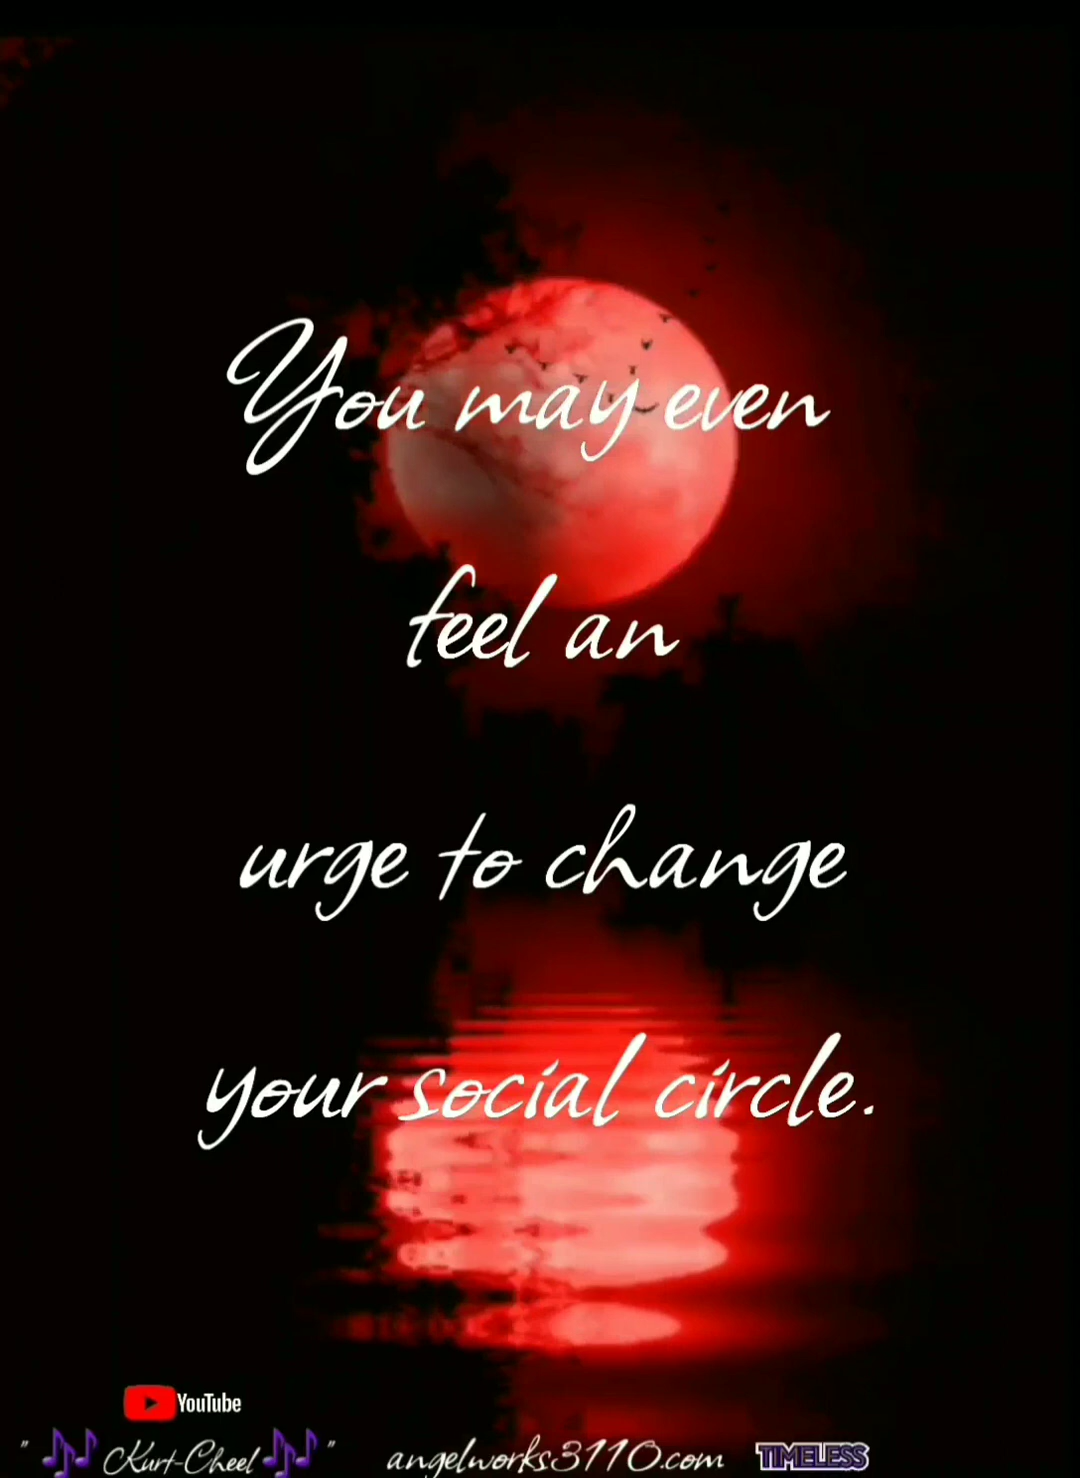 You may even
feel an
urge to change
your social circle.
YouTube
" 🎶 Kurt-Cheel 🎶 " angelworks3110.com TIMELESS